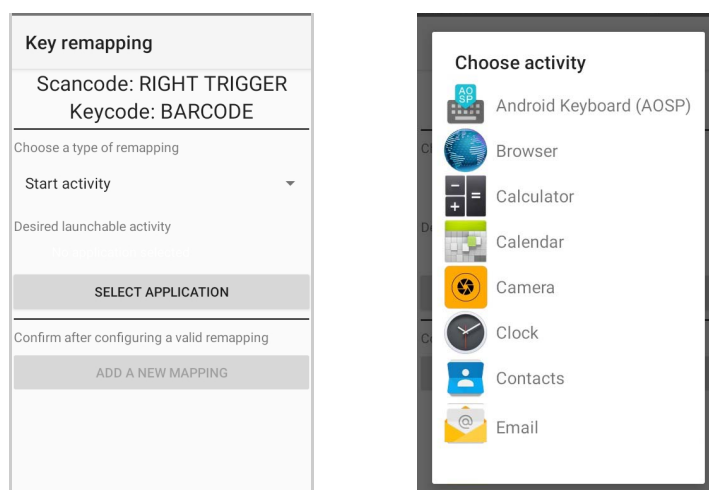 Key remapping
Scancode: RIGHT TRIGGER
Keycode: BARCODE
Choose a type of remapping
Start activity
Desired launchable activity
SELECT APPLICATION
Confirm after configuring a valid remapping
ADD A NEW MAPPING
Choose activity
AO
SP
Android Keyboard (AOSP)
Browser
Calculator
Calendar
Camera
Clock
Contacts
Email